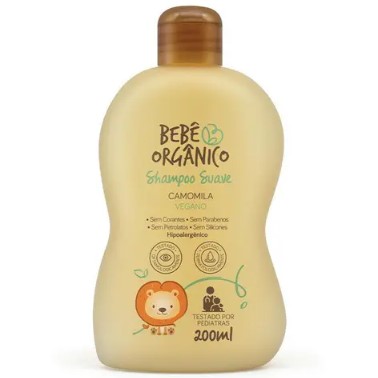 BEBÊ
ORGÂNICO
Shampoo Suave
CAMOMILA
VEGANO
• Sem Corantes • Sem Parabenos
• Sem Petrolatos • Sem Silicones
Hipoalergênico
TESTADO POR
PEDIATRAS
200ml